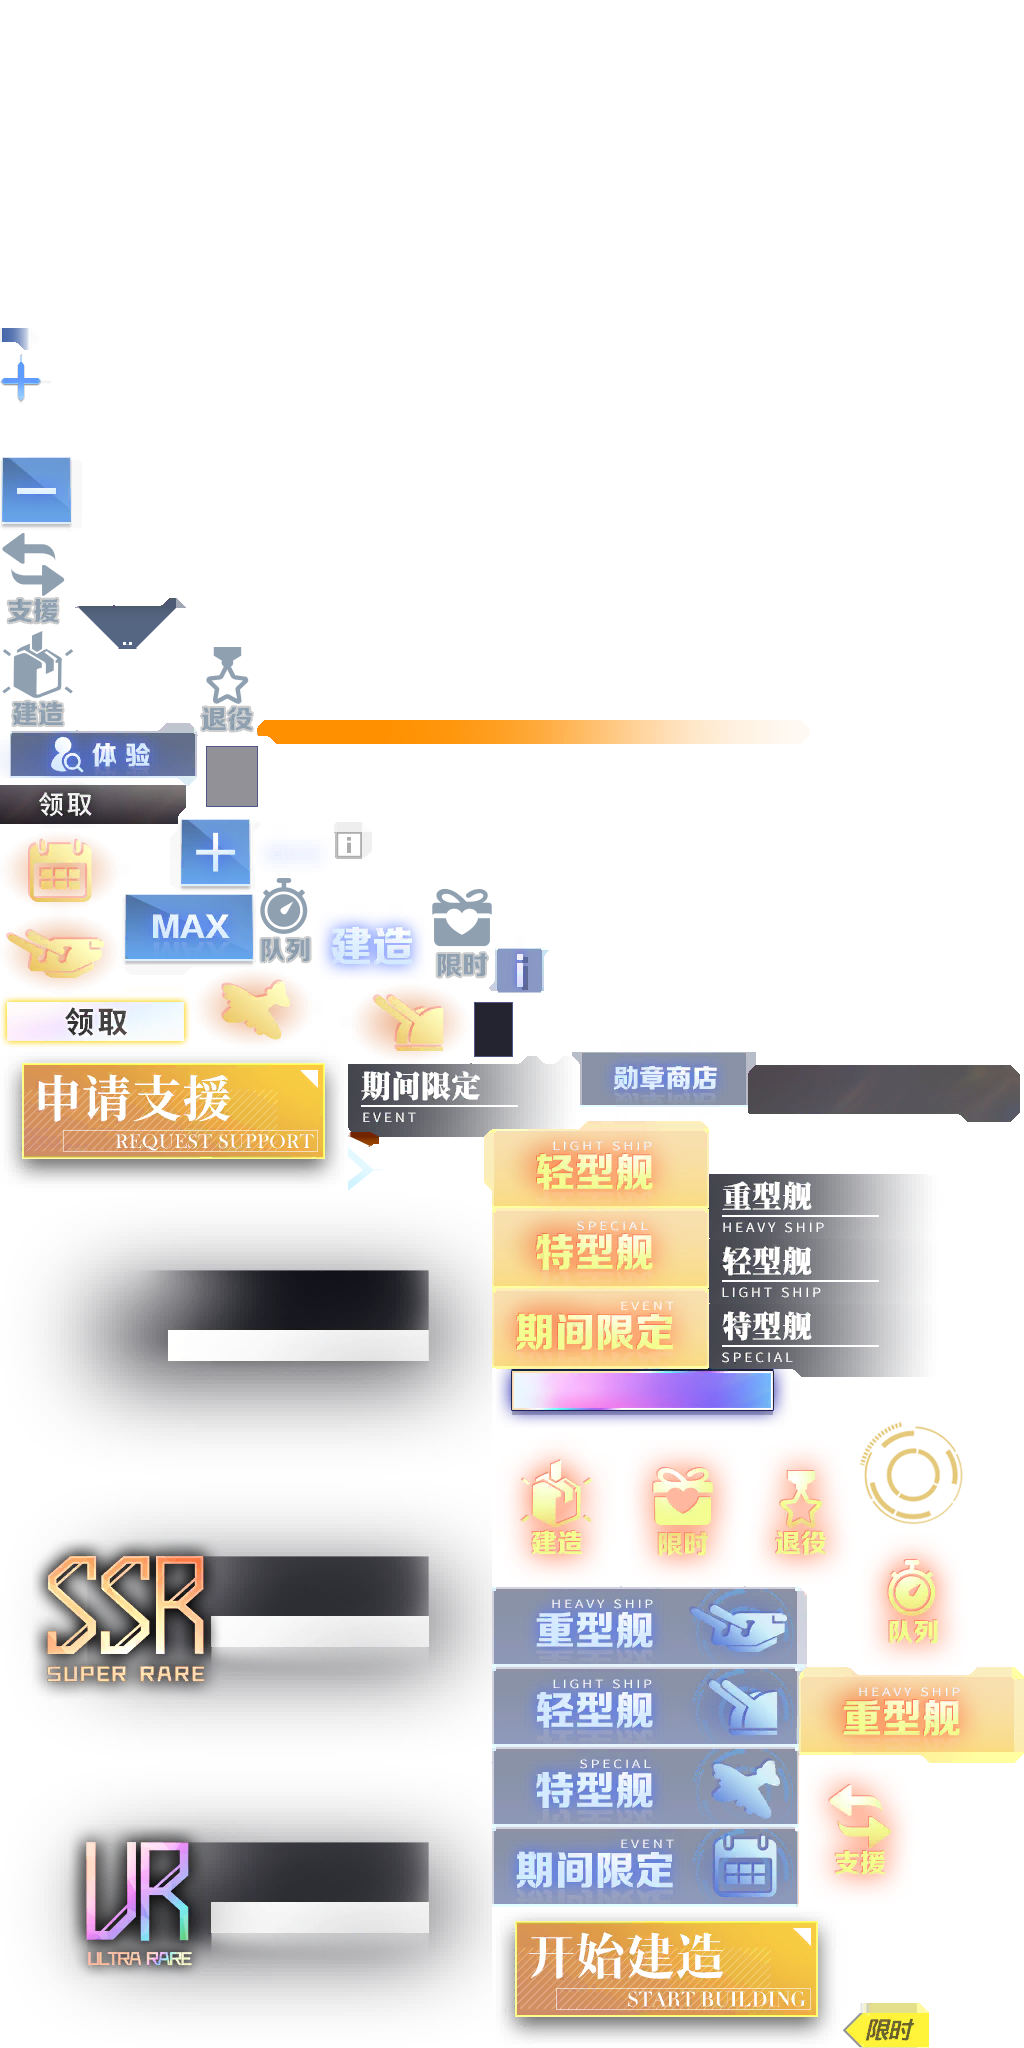 支援
建造
退役
体验
领取
MAX
队列
建造
限时
i
i
领取
申请支援
REQUEST SUPPORT
期间限定
EVENT
勋章商店
LIGHT SHIP
轻型舰
SPECIAL
特型舰
EVENT
期间限定
重型舰
HEAVY SHIP
轻型舰
LIGHT SHIP
特型舰
SPECIAL
建造
限时
退役
队列
SSR
SUPER RARE
HEAVY SHIP
重型舰
LIGHT SHIP
轻型舰
SPECIAL
特型舰
EVENT
期间限定
HEAVY SHIP
重型舰
支援
UR
ULTRA RARE
开始建造
START BUILDING
限时